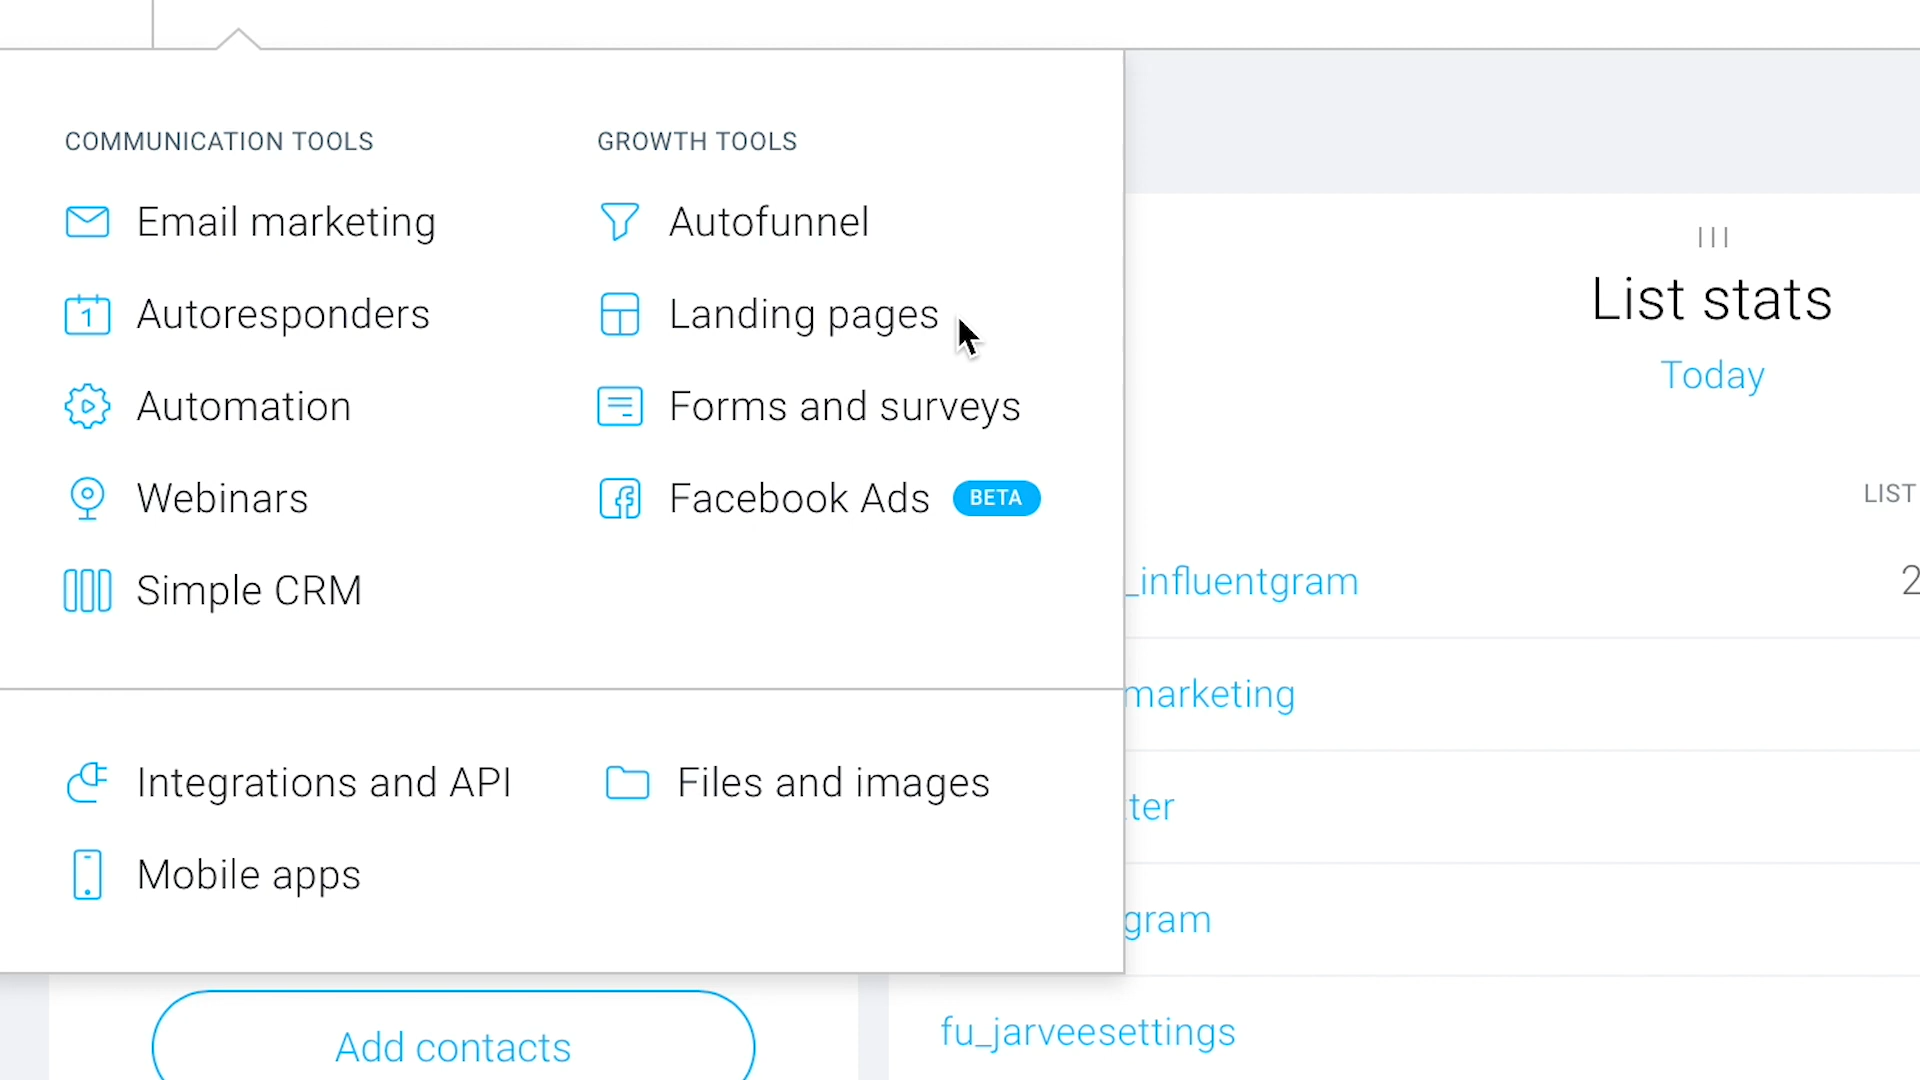 COMMUNICATION TOOLS
GROWTH TOOLS
Email marketing
Autofunnel
Autoresponders
1
Landing pages
Automation
Forms and surveys
Webinars
Facebook Ads BETA
Simple CRM
Integrations and API
Files and images
Mobile apps
Add contacts
List stats
Today
LIST
_influentgram
2
marketing
ter
gram
fu_jarveesettings